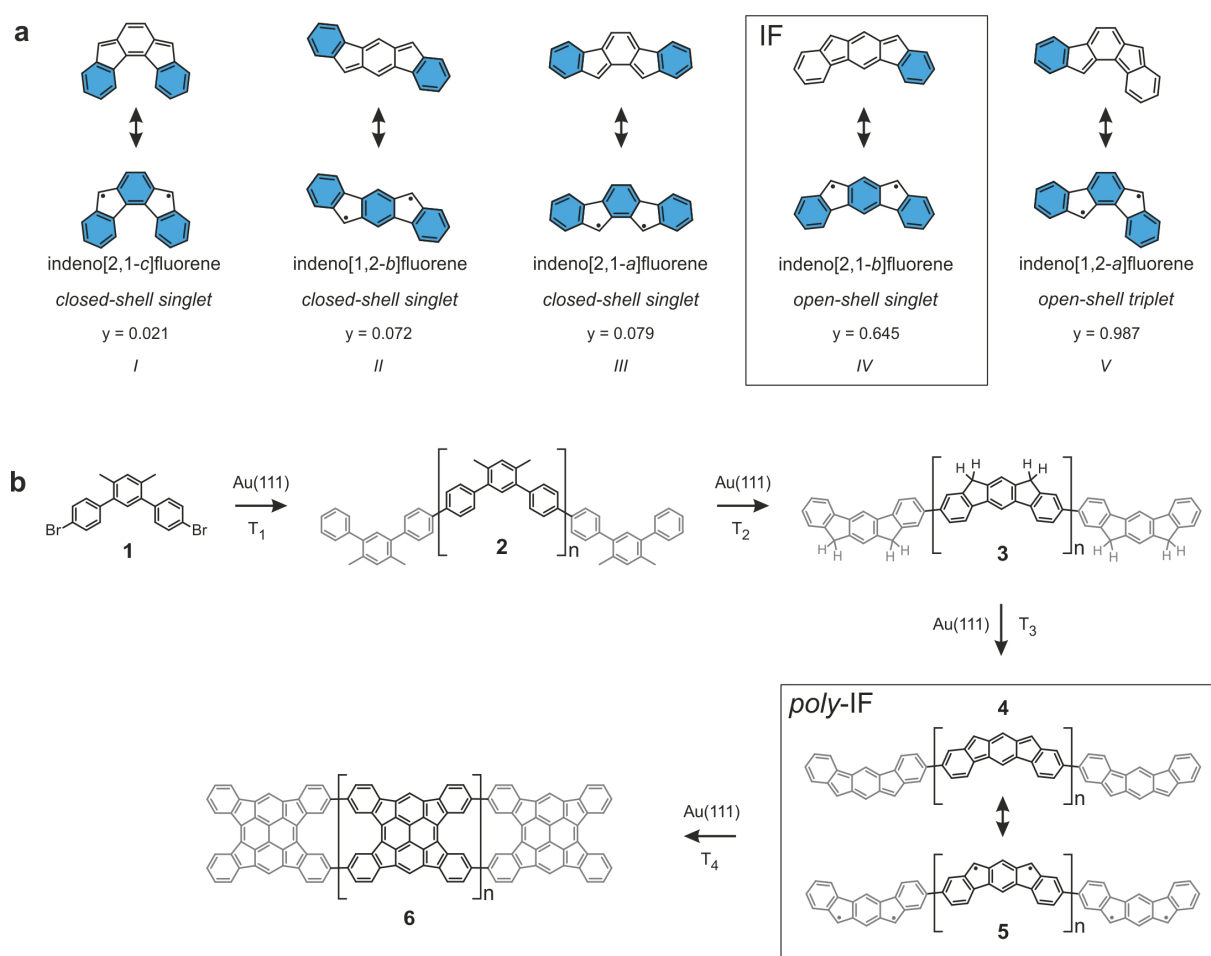 a
IF
indeno[2,1-c]fluorene
closed-shell singlet
y = 0.021
I
indeno[1,2-b]fluorene
closed-shell singlet
y = 0.072
II
indeno[2,1-a]fluorene
closed-shell singlet
y = 0.079
III
indeno[2,1-b]fluorene
open-shell singlet
y = 0.645
IV
indeno[1,2-a]fluorene
open-shell triplet
y = 0.987
V
b
Br
Br
1
Au(111)
T1
2
n
Au(111)
T2
H H
H H
3
n
H H
H H
H H
H H
Au(111) T3
poly-IF
4
n
5
n
Au(111)
T4
6
n